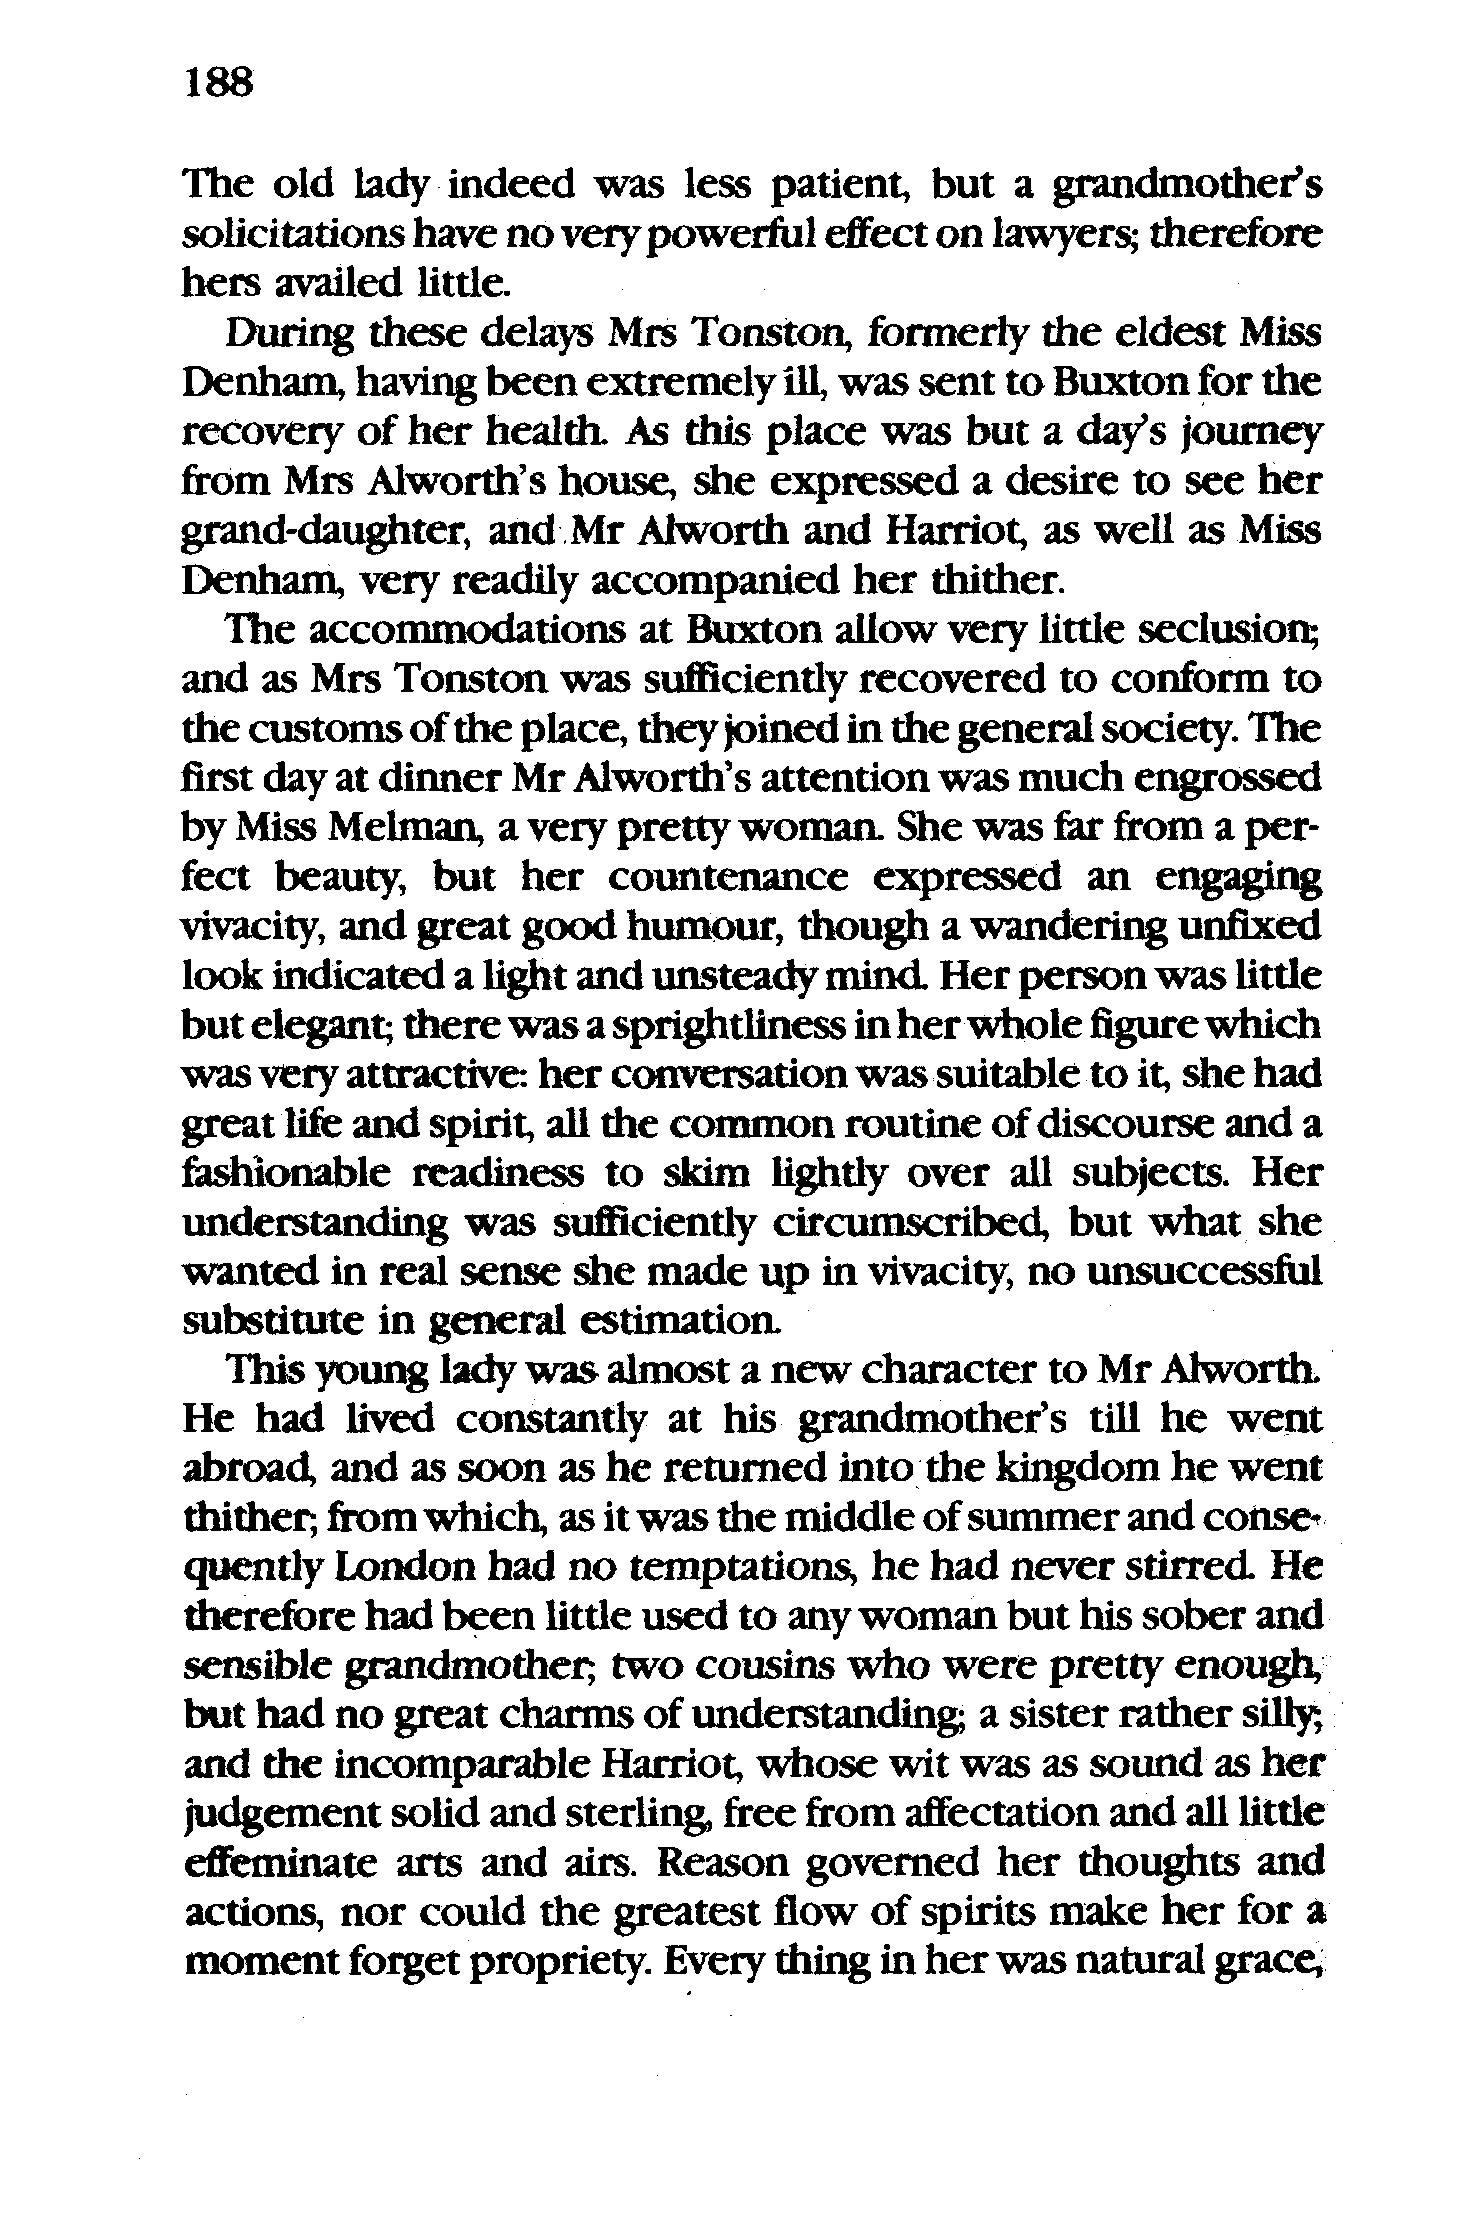 188
The old lady indeed was less patient, but a grandmother's
solicitations have no very powerful effect on lawyers; therefore
hers availed little.
During these delays Mrs Tonston, formerly the eldest Miss
Denham, having been extremely ill, was sent to Buxton for the
recovery of her health. As this place was but a day's journey
from Mrs Alworth's house, she expressed a desire to see her
grand-daughter, and Mr Alworth and Harriot, as well as Miss
Denham, very readily accompanied her thither.
The accommodations at Buxton allow very little seclusion;
and as Mrs Tonston was sufficiently recovered to conform to
the customs of the place, they joined in the general society. The
first day at dinner Mr Alworth's attention was much engrossed
by Miss Melman, a very pretty woman. She was far from a per-
fect beauty, but her countenance expressed an engaging
vivacity, and great good humour, though a wandering unfixed
look indicated a light and unsteady mind. Her person was little
but elegant; there was a sprightliness in her whole figure which
was very attractive: her conversation was suitable to it, she had
great life and spirit, all the common routine of discourse and a
fashionable readiness to skim lightly over all subjects. Her
understanding was sufficiently circumscribed, but what she
wanted in real sense she made up in vivacity, no unsuccessful
substitute in general estimation.
This young lady was almost a new character to Mr Alworth.
He had lived constantly at his grandmother's till he went
abroad, and as soon as he returned into the kingdom he went
thither; from which, as it was the middle of summer and conse-
quently London had no temptations, he had never stirred. He
therefore had been little used to any woman but his sober and
sensible grandmother; two cousins who were pretty enough,
but had no great charms of understanding; a sister rather silly;
and the incomparable Harriot, whose wit was as sound as her
judgement solid and sterling, free from affectation and all little
effeminate arts and airs. Reason governed her thoughts and
actions, nor could the greatest flow of spirits make her for a
moment forget propriety. Every thing in her was natural grace,